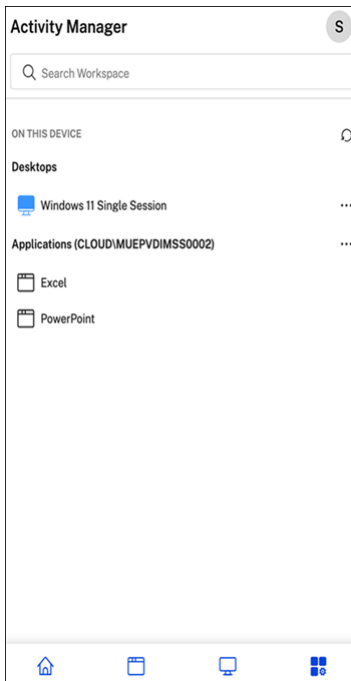 Activity Manager
S
Search Workspace
ON THIS DEVICE
Desktops
Windows 11 Single Session
Applications (CLOUD\MUEPVDIMSS0002)
Excel
PowerPoint